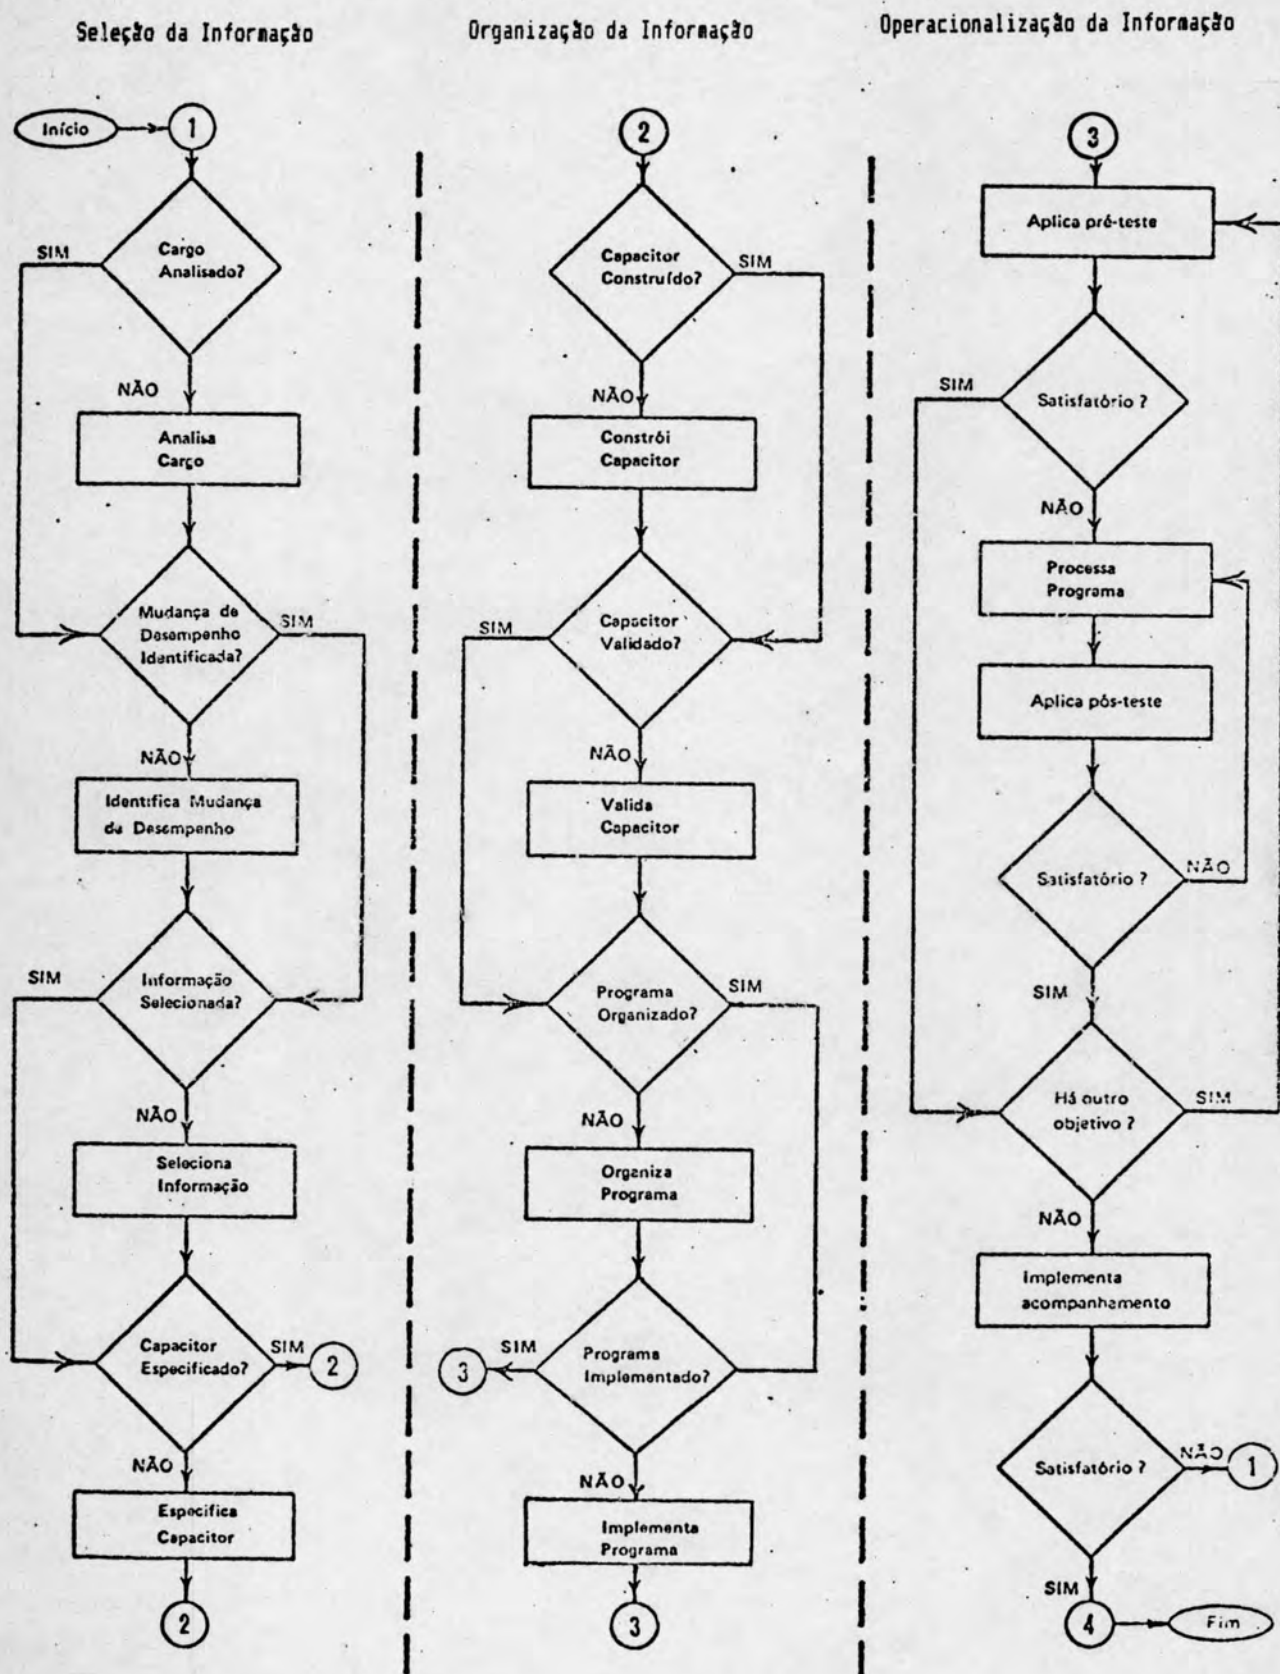 Seleção da Informação
Organização da Informação
Operacionalização da Informação
Início
1
Cargo
Analisado?
SIM
NÃO
Analisa
Cargo
Mudança de
Desempenho
Identificada?
SIM
NÃO
Identifica Mudança
de Desempenho
Informação
Selecionada?
SIM
NÃO
Seleciona
Informação
Capacitor
Especificado?
SIM
2
NÃO
Especifica
Capacitor
2
2
Capacitor
Construído?
SIM
NÃO
Constrói
Capacitor
Capacitor
Validado?
SIM
NÃO
Valida
Capacitor
Programa
Organizado?
SIM
NÃO
Organiza
Programa
Programa
Implementado?
SIM
3
NÃO
Implementa
Programa
3
3
Aplica pré-teste
Satisfatório ?
SIM
NÃO
Processa
Programa
Aplica pós-teste
Satisfatório ?
NÃO
SIM
Há outro
objetivo ?
SIM
NÃO
Implementa
acompanhamento
Satisfatório ?
NÃO
1
SIM
4
Fim